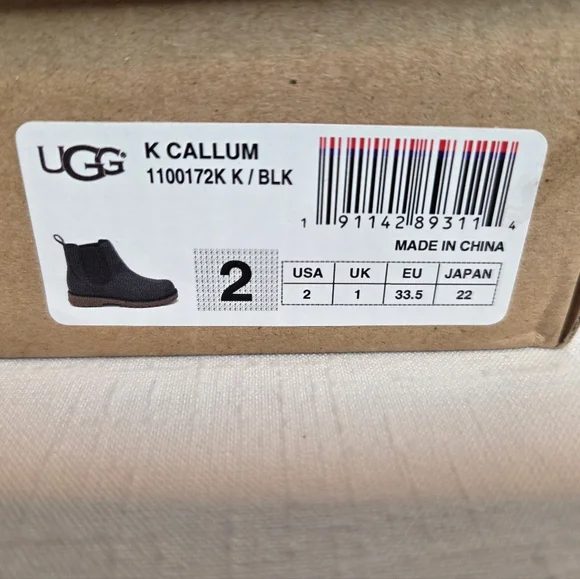 UGG®
K CALLUM
1100172K K / BLK
1 91142 89311 4
MADE IN CHINA
2
USA UK EU JAPAN
2 1 33.5 22